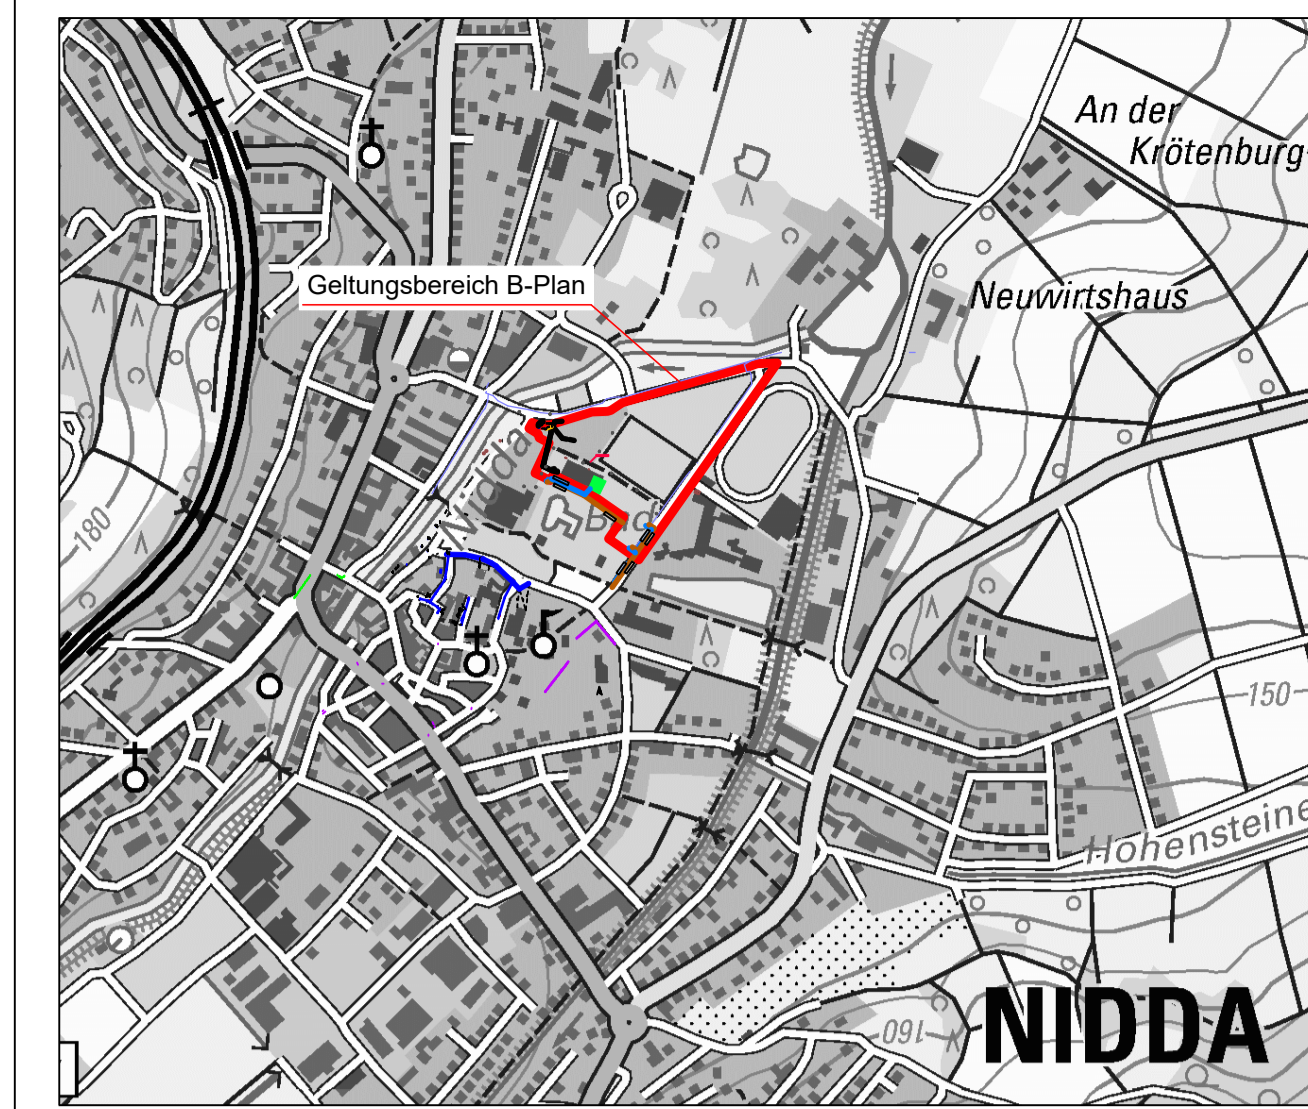 An der
Krötenburg
Geltungsbereich B-Plan
Neuwirtshaus
Nidda
Bad
180
150
Hohensteine
160
NIDDA